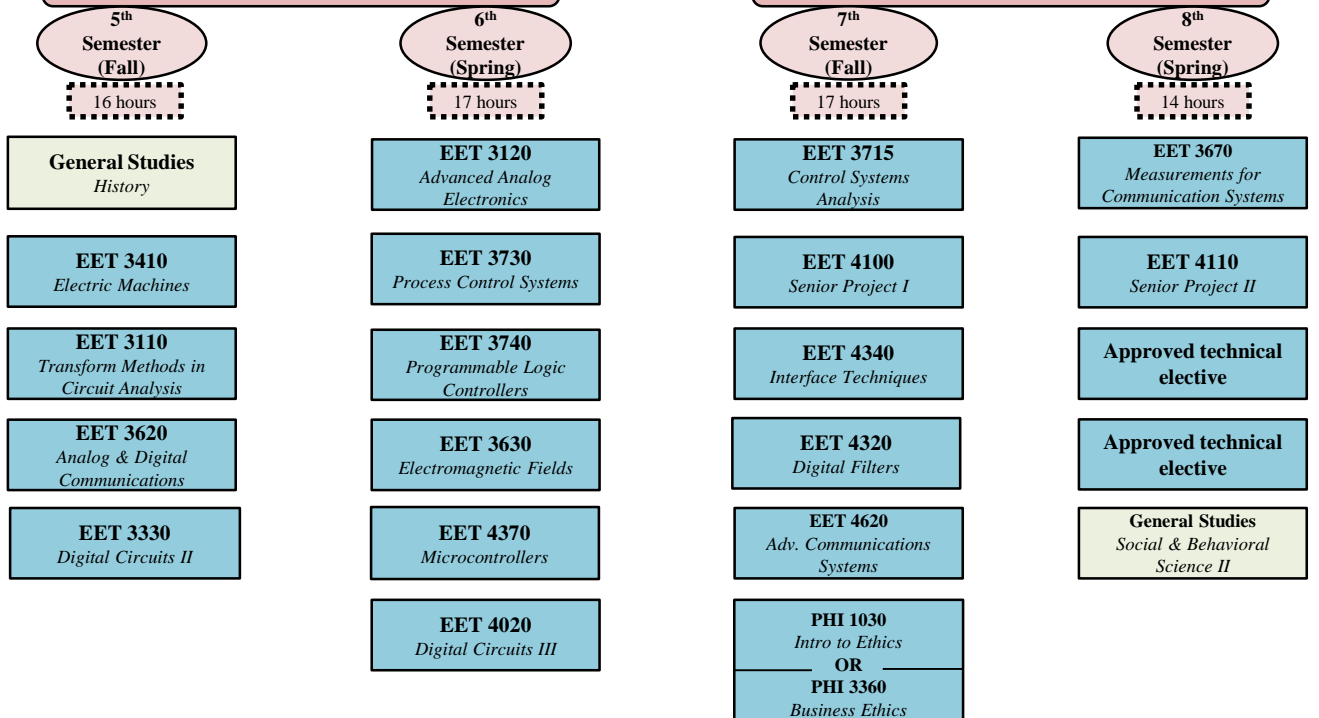 5th
Semester
(Fall)
16 hours
General Studies
History
EET 3410
Electric Machines
EET 3110
Transform Methods in
Circuit Analysis
EET 3620
Analog & Digital
Communications
EET 3330
Digital Circuits II
6th
Semester
(Spring)
17 hours
EET 3120
Advanced Analog
Electronics
EET 3730
Process Control Systems
EET 3740
Programmable Logic
Controllers
EET 3630
Electromagnetic Fields
EET 4370
Microcontrollers
EET 4020
Digital Circuits III
7th
Semester
(Fall)
17 hours
EET 3715
Control Systems
Analysis
EET 4100
Senior Project I
EET 4340
Interface Techniques
EET 4320
Digital Filters
EET 4620
Adv. Communications
Systems
PHI 1030
Intro to Ethics
OR
PHI 3360
Business Ethics
8th
Semester
(Spring)
14 hours
EET 3670
Measurements for
Communication Systems
EET 4110
Senior Project II
Approved technical
elective
Approved technical
elective
General Studies
Social & Behavioral
Science II